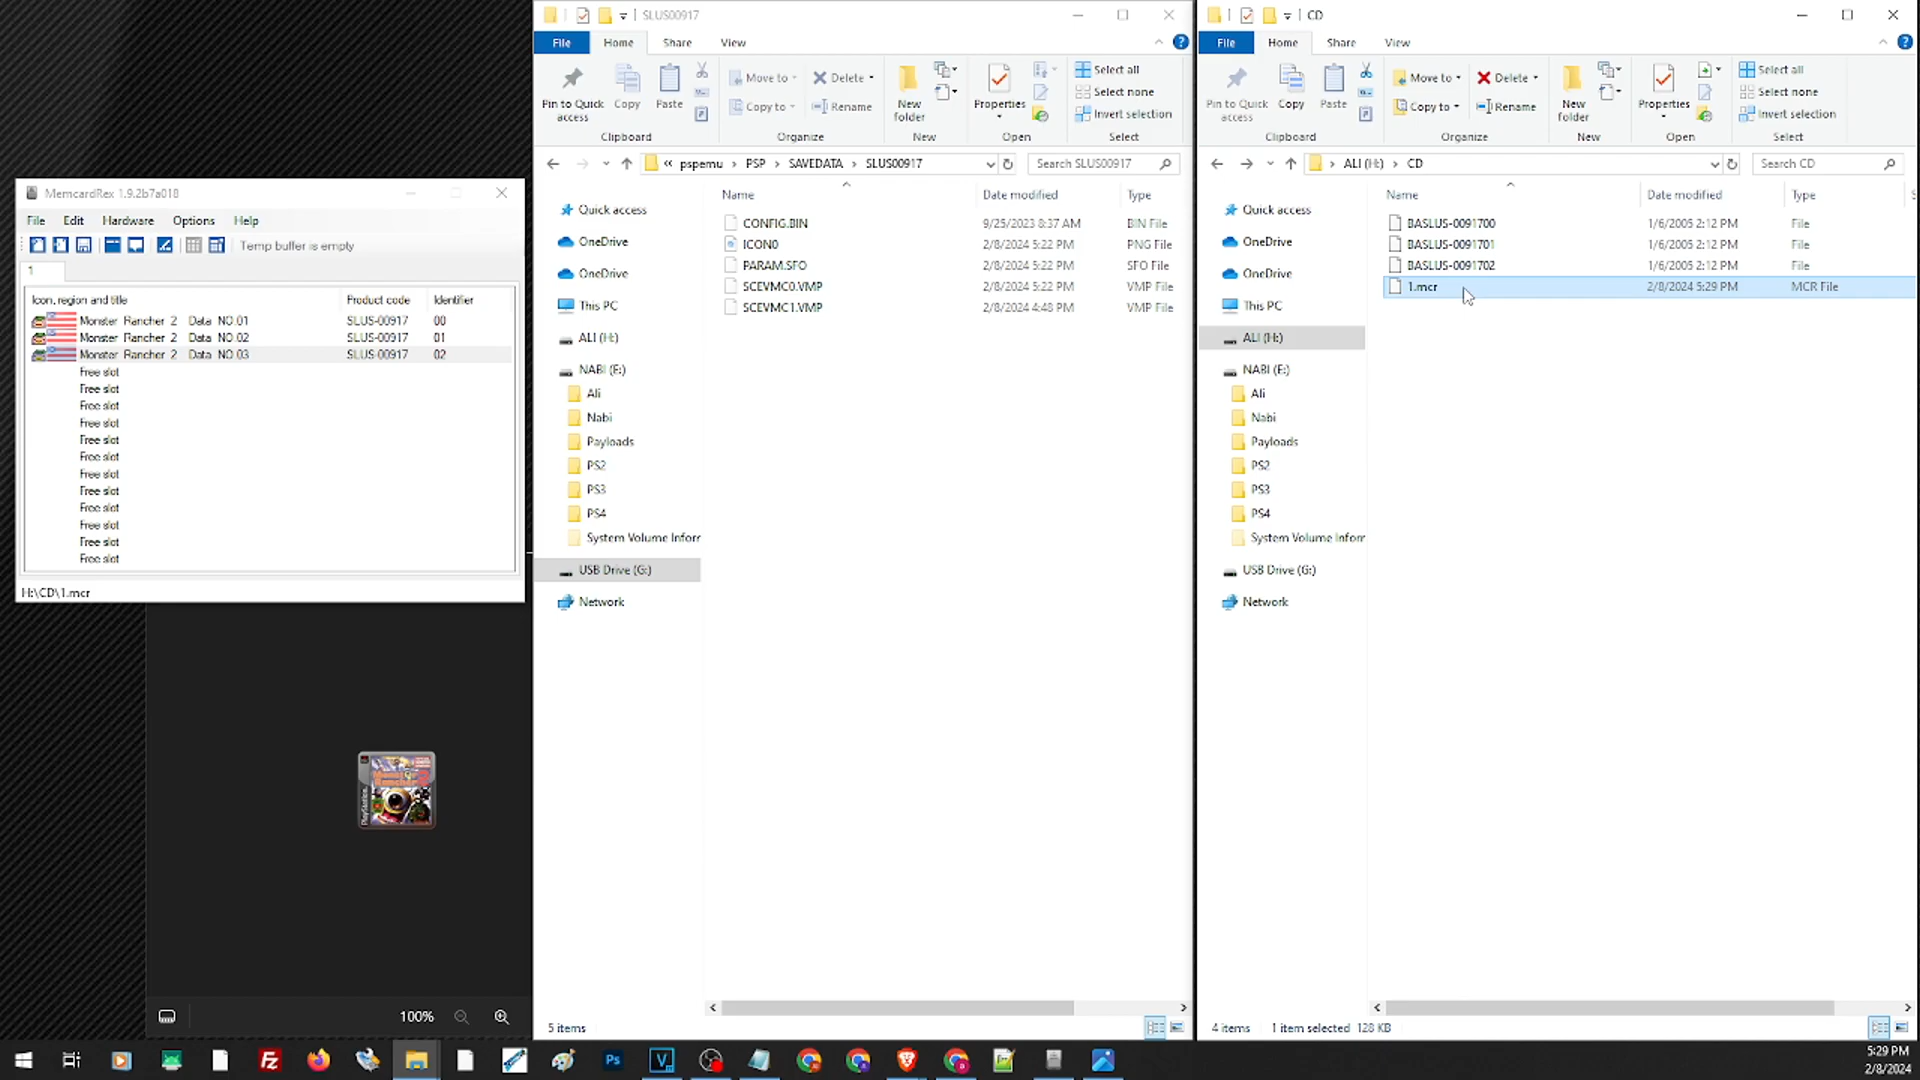 SLUS00917
File Home Share View
Pin to Quick access
Copy
Paste
Move to
Copy to
Delete
Rename
New folder
Properties
Select all
Select none
Invert selection
Clipboard Organize New Open Select
« pspemu › PSP › SAVEDATA › SLUS00917
Search SLUS00917
Name Date modified Type
CONFIG.BIN 9/25/2023 8:37 AM BIN File
ICON0 2/8/2024 5:22 PM PNG File
PARAM.SFO 2/8/2024 5:22 PM SFO File
SCEVMC0.VMP 2/8/2024 5:22 PM VMP File
SCEVMC1.VMP 2/8/2024 4:48 PM VMP File
Quick access
OneDrive
OneDrive
This PC
ALI (H:)
NABI (E:)
Ali
Nabi
Payloads
PS2
PS3
PS4
System Volume Infor
USB Drive (G:)
Network
5 items
CD
File Home Share View
Pin to Quick access
Copy
Paste
Move to
Copy to
Delete
Rename
New folder
Properties
Select all
Select none
Invert selection
Clipboard Organize New Open Select
› ALI (H:) › CD
Search CD
Name Date modified Type
BASLUS-0091700 1/6/2005 2:12 PM File
BASLUS-0091701 1/6/2005 2:12 PM File
BASLUS-0091702 1/6/2005 2:12 PM File
1.mcr 2/8/2024 5:29 PM MCR File
Quick access
OneDrive
OneDrive
This PC
ALI (H:)
NABI (E:)
Ali
Nabi
Payloads
PS2
PS3
PS4
System Volume Infor
USB Drive (G:)
Network
4 items 1 item selected 128 KB
MemcardRex 1.9.2b7a018
File Edit Hardware Options Help
Temp buffer is empty
1
Icon, region and title Product code Identifier
Monster Rancher 2 Data NO.01 SLUS-00917 00
Monster Rancher 2 Data NO.02 SLUS-00917 01
Monster Rancher 2 Data NO.03 SLUS-00917 02
Free slot
Free slot
Free slot
Free slot
Free slot
Free slot
Free slot
Free slot
Free slot
Free slot
Free slot
Free slot
H:\CD\1.mcr
PlayStation
Monster Rancher 2
100%
Fz
Ps
V
5:29 PM
2/8/2024